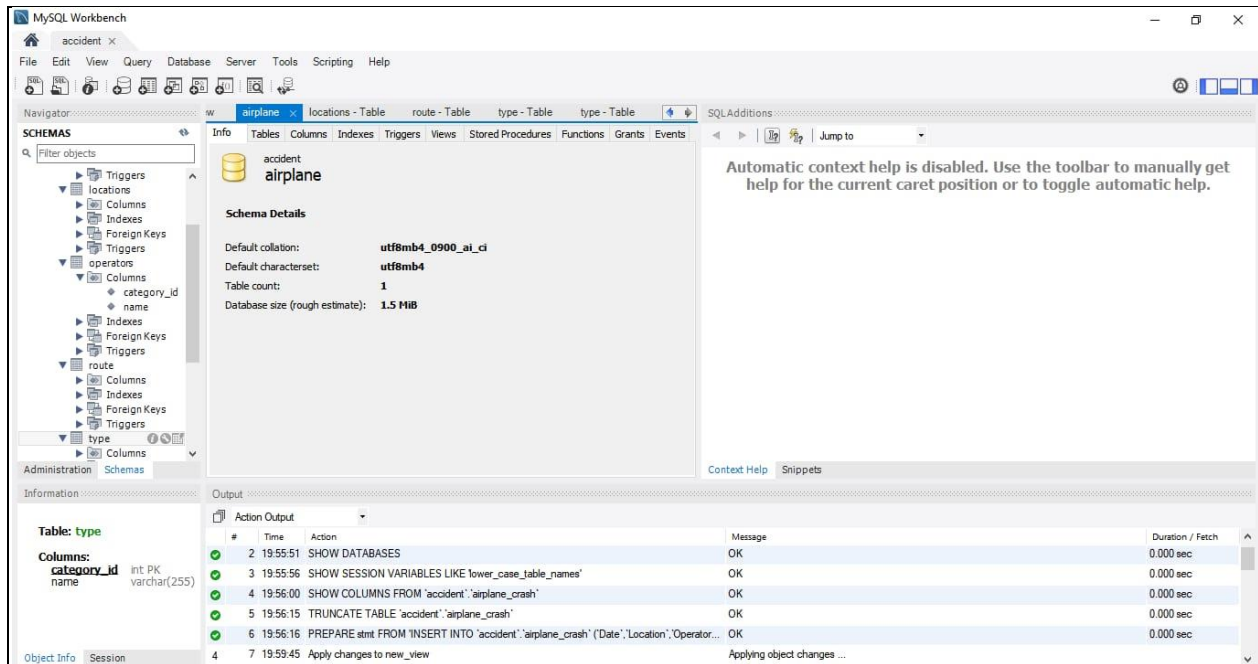 MySQL Workbench
accident ×
File Edit View Query Database Server Tools Scripting Help
Navigator
SCHEMAS
Filter objects
Triggers
locations
Columns
Indexes
Foreign Keys
Triggers
operators
Columns
category_id
name
Indexes
Foreign Keys
Triggers
route
Columns
Indexes
Foreign Keys
Triggers
type
Columns
Administration Schemas
w airplane × locations - Table route - Table type - Table type - Table
Info Tables Columns Indexes Triggers Views Stored Procedures Functions Grants Events
accident
airplane
Schema Details
Default collation: utf8mb4_0900_ai_ci
Default characterset: utf8mb4
Table count: 1
Database size (rough estimate): 1.5 MiB
SQLAdditions
Jump to
Automatic context help is disabled. Use the toolbar to manually get
help for the current caret position or to toggle automatic help.
Context Help Snippets
Information
Table: type
Columns:
category_id int PK
name varchar(255)
Object Info Session
Output
Action Output
# Time Action Message Duration / Fetch
2 19:55:51 SHOW DATABASES OK 0.000 sec
3 19:55:56 SHOW SESSION VARIABLES LIKE 'lower_case_table_names' OK 0.000 sec
4 19:56:00 SHOW COLUMNS FROM `accident`.`airplane_crash` OK 0.000 sec
5 19:56:15 TRUNCATE TABLE `accident`.`airplane_crash` OK 0.000 sec
6 19:56:16 PREPARE stmt FROM 'INSERT INTO `accident`.`airplane_crash` (`Date`,`Location`,`Operator... OK 0.000 sec
4 7 19:59:45 Apply changes to new_view Applying object changes ...